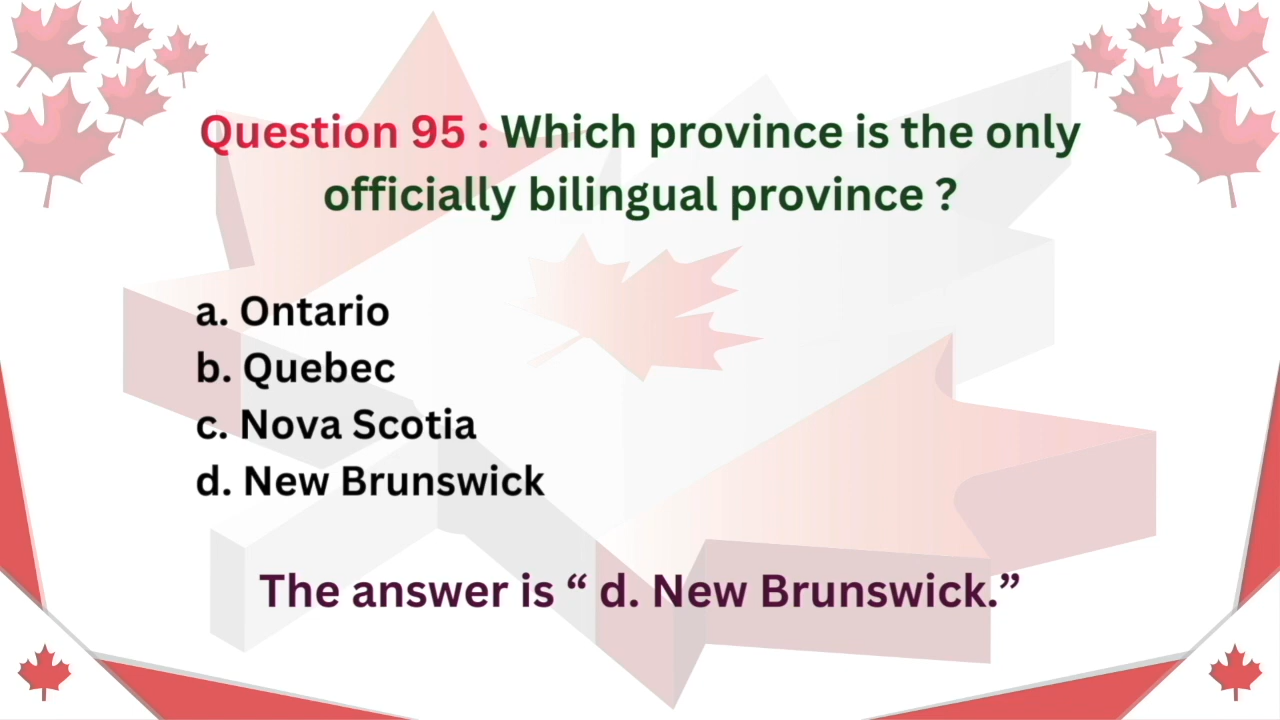 Question 95 : Which province is the only
officially bilingual province ?
a. Ontario
b. Quebec
c. Nova Scotia
d. New Brunswick
The answer is “ d. New Brunswick.”